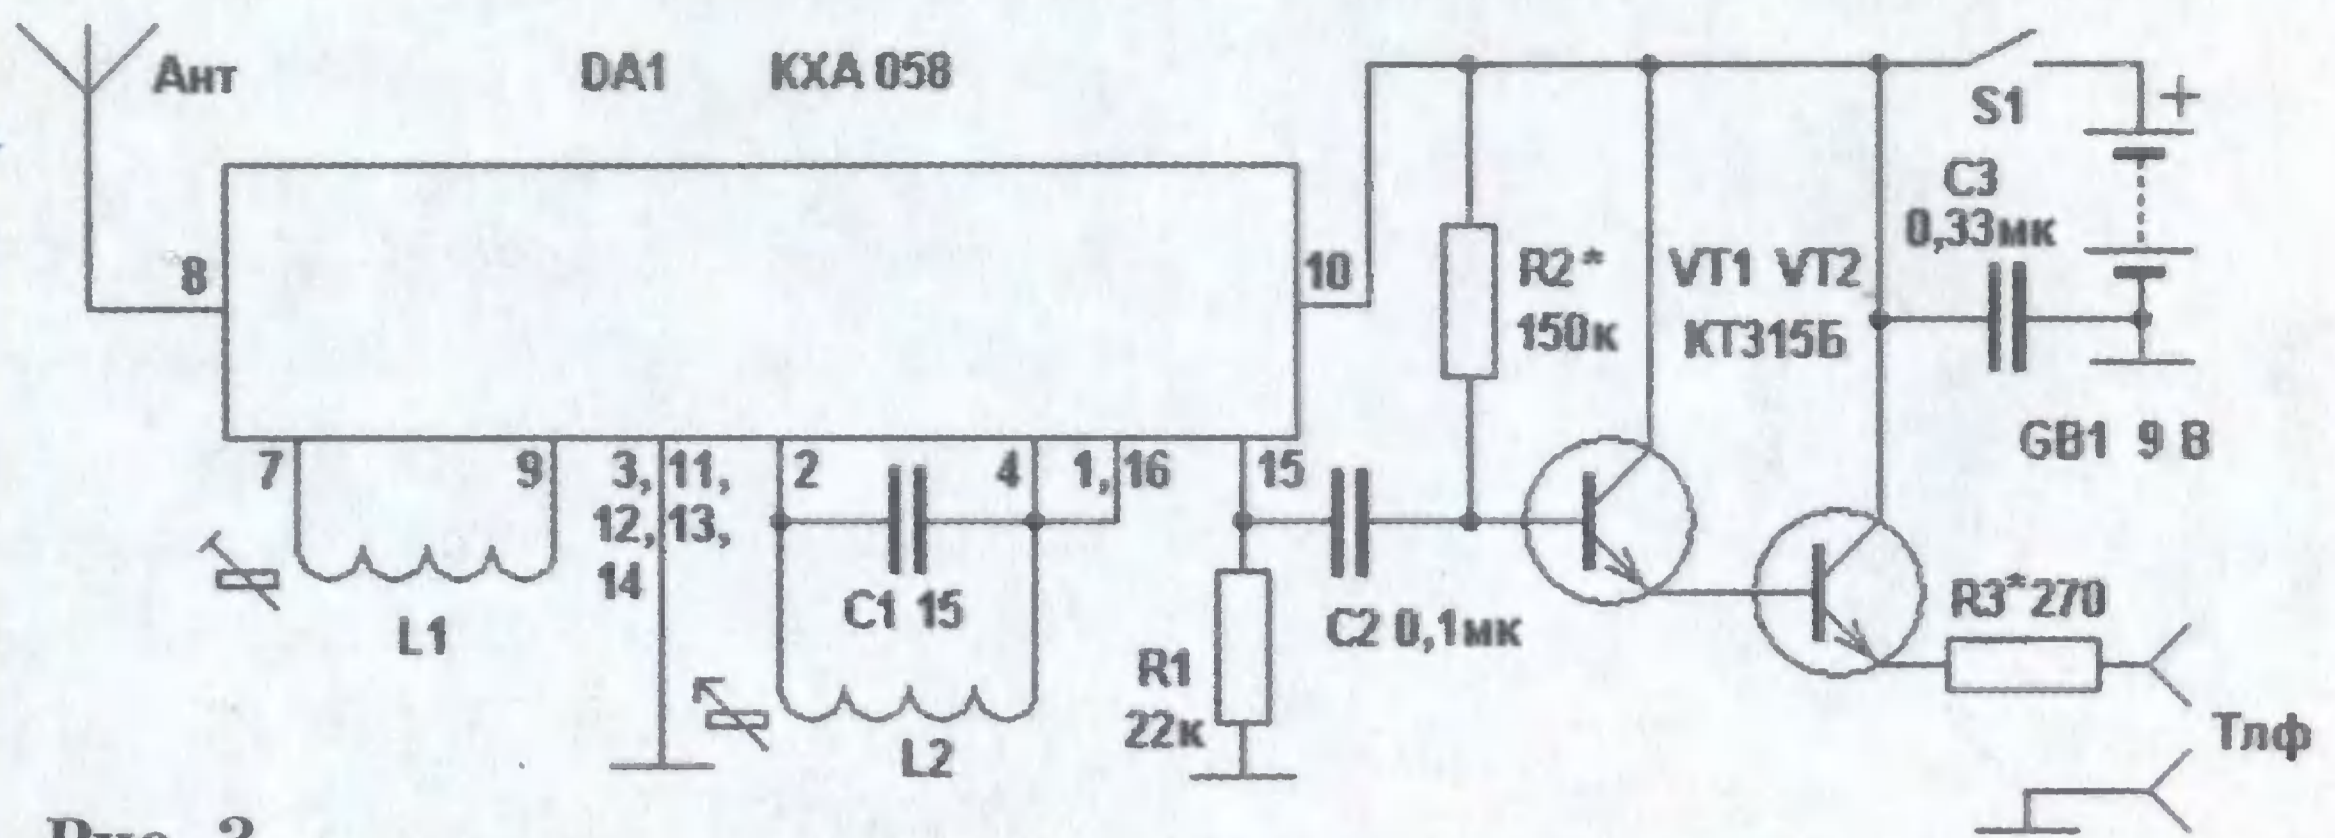 Ант
DA1 КХА 058
S1
+
C3
0,33мк
8
10
R2*
150к
VT1 VT2
КТ315Б
GB1 9 В
7
9
3, 11,
12, 13,
14
2
4
1, 16
15
C1 15
C2 0,1мк
L1
L2
R1
22к
R3*270
Тлф
Рис. 3